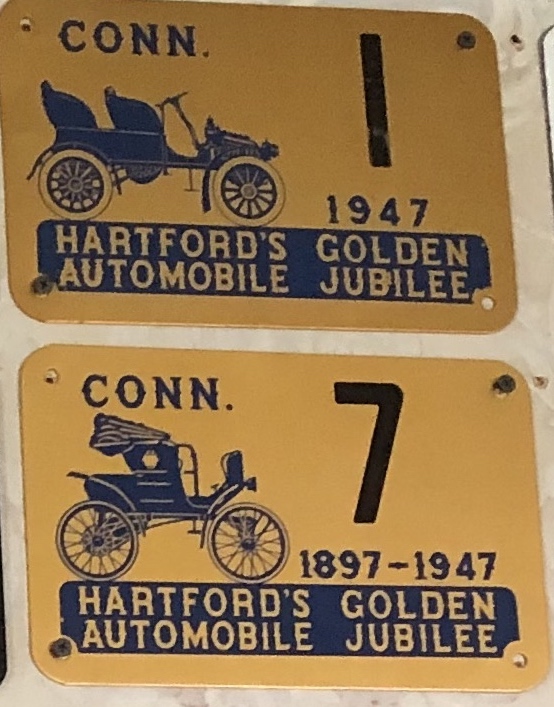 CONN. 1
1947
HARTFORD'S GOLDEN
AUTOMOBILE JUBILEE
CONN. 7
1897-1947
HARTFORD'S GOLDEN
AUTOMOBILE JUBILEE